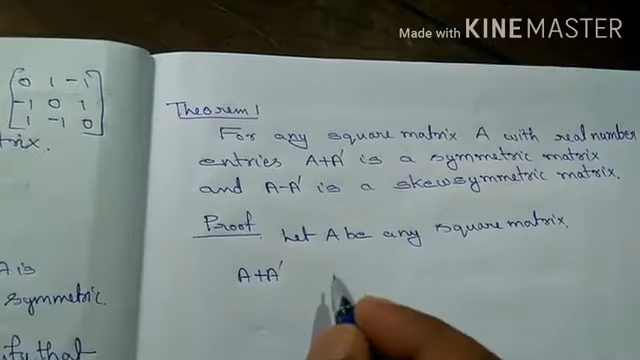 Made with KINEMASTER
0 1 -1
-1 0 1
1 -1 0
Theorem 1
For any square matrix A with real number
entries A+A' is a symmetric matrix
and A-A' is a skewsymmetric matrix.
Proof. Let A be any square matrix.
A+A'
A is
symmetric.
that